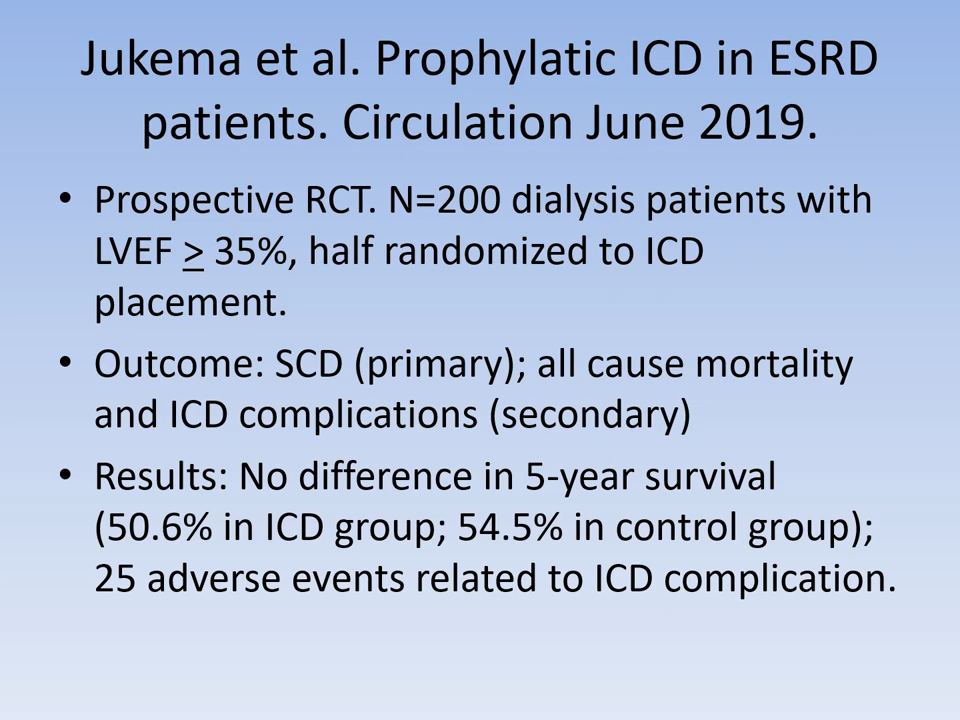 Jukema et al. Prophylatic ICD in ESRD
patients. Circulation June 2019.
• Prospective RCT. N=200 dialysis patients with
LVEF > 35%, half randomized to ICD
placement.
• Outcome: SCD (primary); all cause mortality
and ICD complications (secondary)
• Results: No difference in 5-year survival
(50.6% in ICD group; 54.5% in control group);
25 adverse events related to ICD complication.